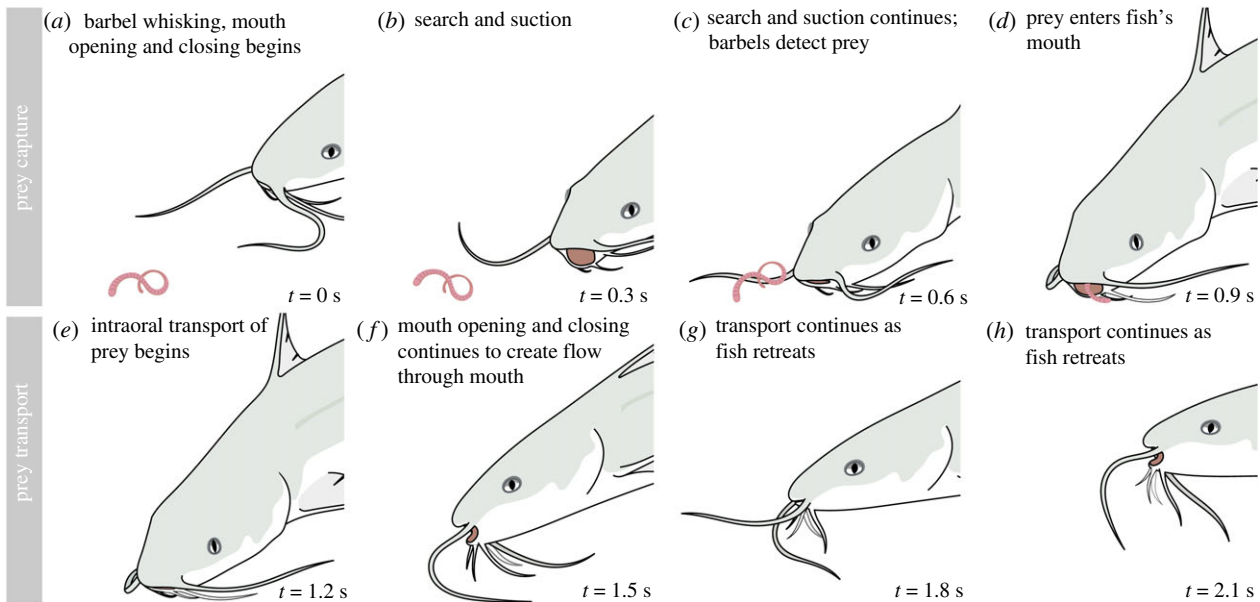 prey capture
(a) barbel whisking, mouth
opening and closing begins
t = 0 s
(b) search and suction
t = 0.3 s
(c) search and suction continues;
barbels detect prey
t = 0.6 s
(d) prey enters fish's
mouth
t = 0.9 s
prey transport
(e) intraoral transport of
prey begins
t = 1.2 s
(f) mouth opening and closing
continues to create flow
through mouth
t = 1.5 s
(g) transport continues as
fish retreats
t = 1.8 s
(h) transport continues as
fish retreats
t = 2.1 s